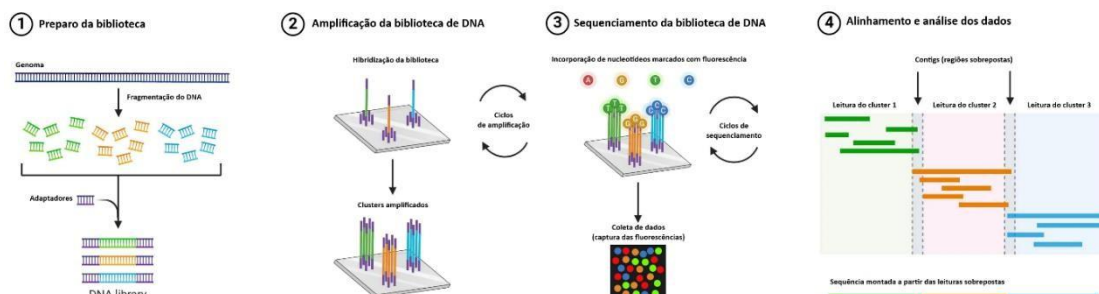 1 Preparo da biblioteca
Genoma
Fragmentação do DNA
Adaptadores
DNA library
2 Amplificação da biblioteca de DNA
Hibridização da biblioteca
Ciclos
de amplificação
Clusters amplificados
3 Sequenciamento da biblioteca de DNA
Incorporação de nucleotídeos marcados com fluorescência
A G T C
T T T
G G G
C C C
Ciclos de
sequenciamento
Coleta de dados
(captura das fluorescências)
4 Alinhamento e análise dos dados
Contigs (regiões sobrepostas)
Leitura do cluster 1 Leitura do cluster 2 Leitura do cluster 3
Sequência montada a partir das leituras sobrepostas